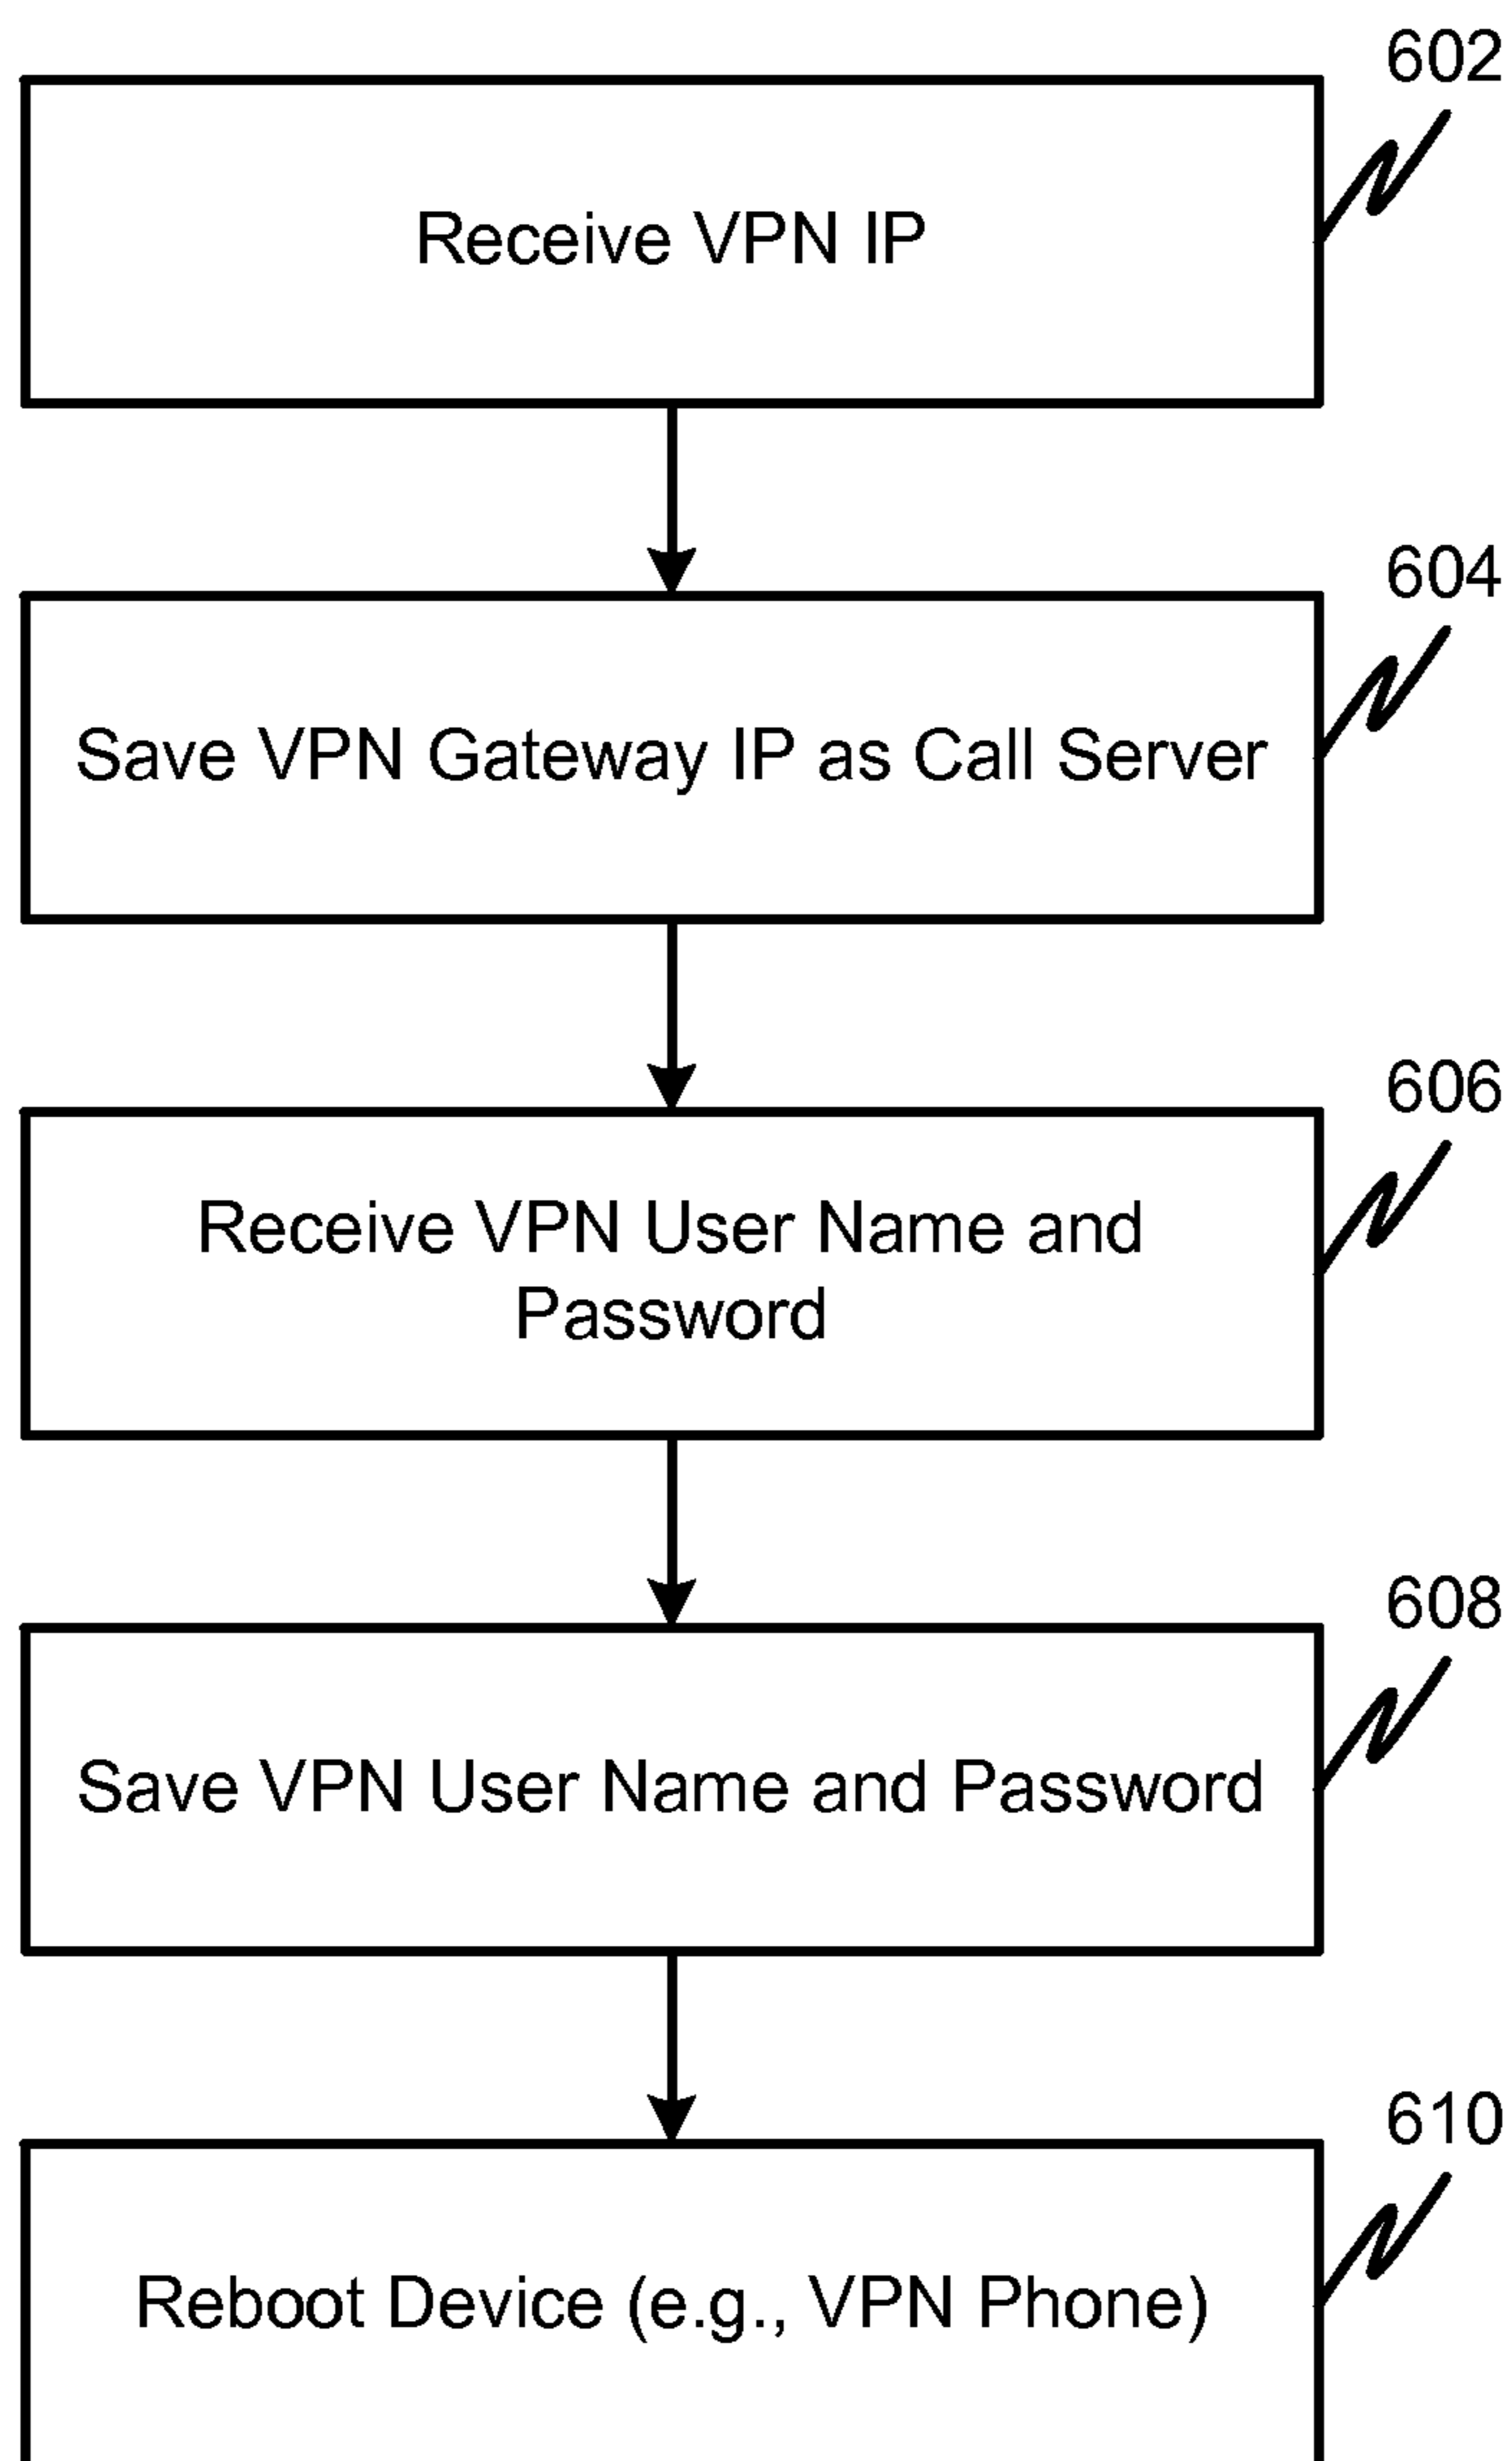 602
Receive VPN IP
604
Save VPN Gateway IP as Call Server
606
Receive VPN User Name and
Password
608
Save VPN User Name and Password
610
Reboot Device (e.g., VPN Phone)